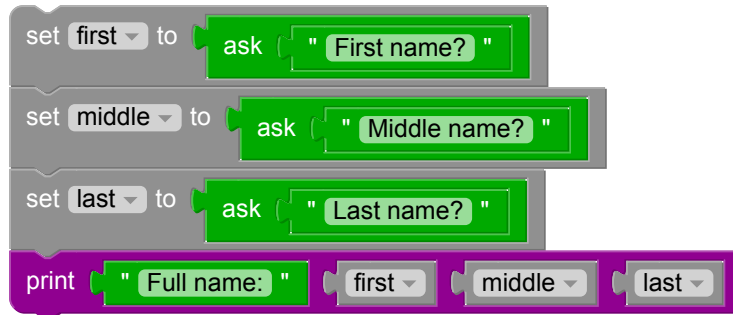 set first to ask " First name? "
set middle to ask " Middle name? "
set last to ask " Last name? "
print " Full name: " first middle last